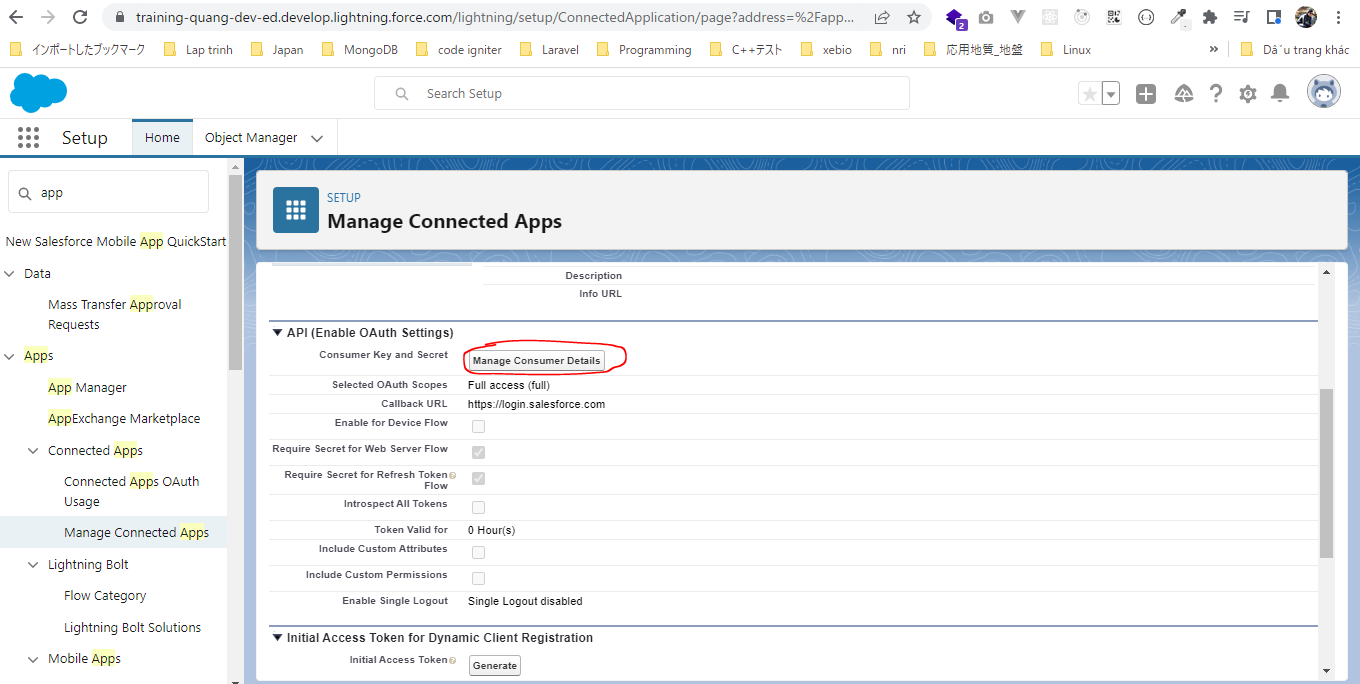 training-quang-dev-ed.develop.lightning.force.com/lightning/setup/ConnectedApplication/page?address=%2Fapp...
2
インポートしたブックマーク
Lap trinh
Japan
MongoDB
code igniter
Laravel
Programming
C++テスト
xebio
nri
応用地質_地盤
Linux
»
Dấu trang khác
Search Setup
Setup
Home
Object Manager
app
New Salesforce Mobile App QuickStart
Data
Mass Transfer Approval
Requests
Apps
App Manager
AppExchange Marketplace
Connected Apps
Connected Apps OAuth
Usage
Manage Connected Apps
Lightning Bolt
Flow Category
Lightning Bolt Solutions
Mobile Apps
SETUP
Manage Connected Apps
Description
Info URL
API (Enable OAuth Settings)
Consumer Key and Secret
Manage Consumer Details
Selected OAuth Scopes
Full access (full)
Callback URL
https://login.salesforce.com
Enable for Device Flow
Require Secret for Web Server Flow
Require Secret for Refresh Token
Flow
Introspect All Tokens
Token Valid for
0 Hour(s)
Include Custom Attributes
Include Custom Permissions
Enable Single Logout
Single Logout disabled
Initial Access Token for Dynamic Client Registration
Initial Access Token
Generate